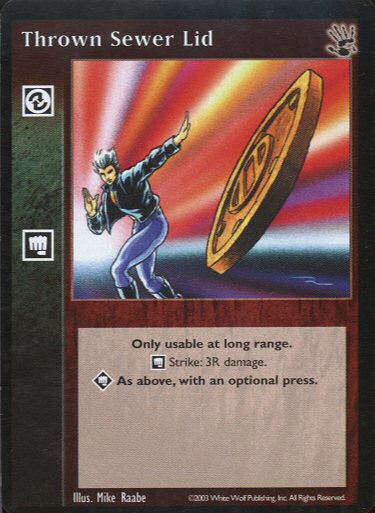 Thrown Sewer Lid
Only usable at long range.
Strike: 3R damage.
As above, with an optional press.
Illus. Mike Raabe
©2003 White Wolf Publishing, Inc. All Rights Reserved.